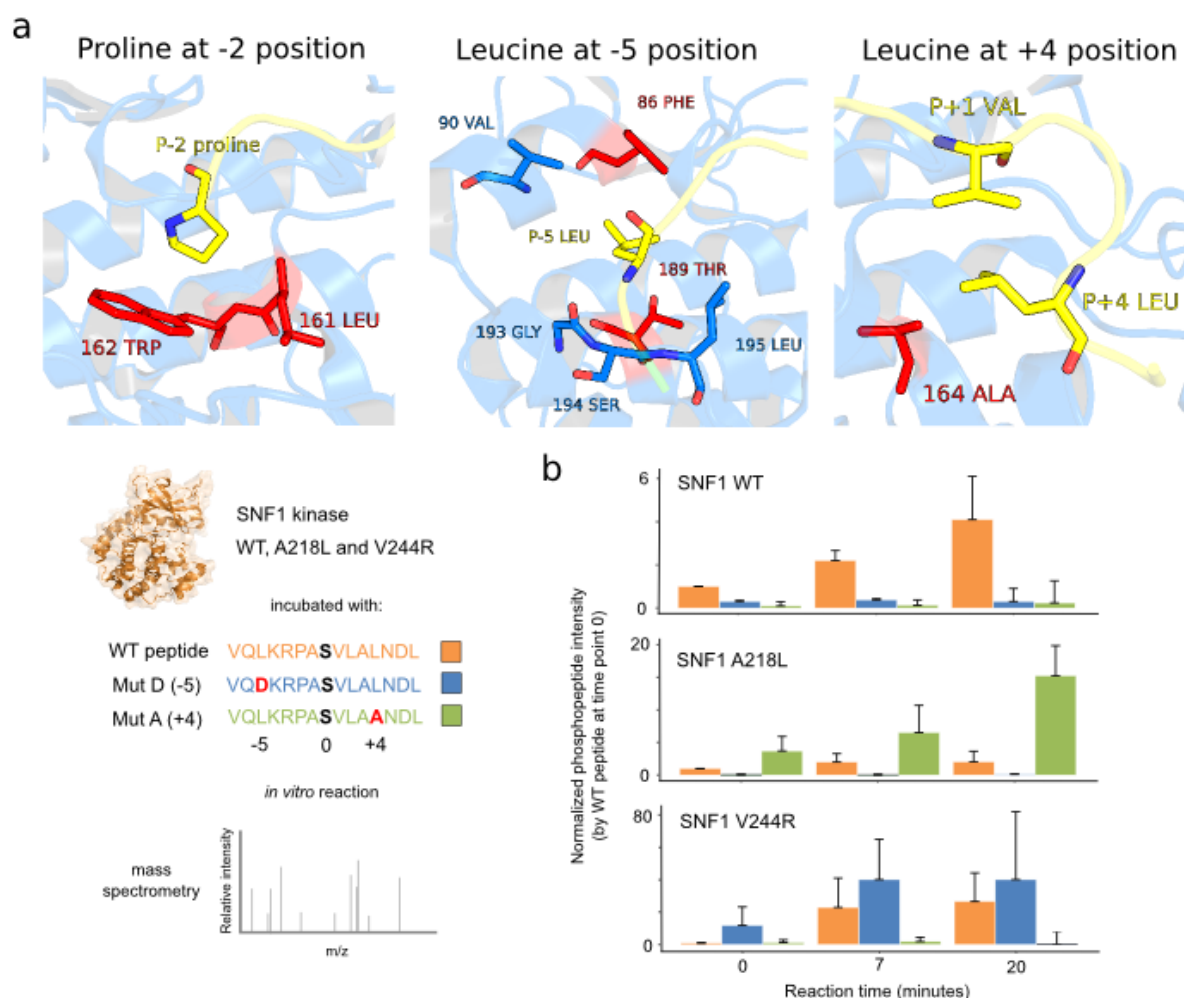 a
Proline at -2 position
Leucine at -5 position
Leucine at +4 position
P-2 proline
162 TRP
161 LEU
90 VAL
86 PHE
P-5 LEU
189 THR
193 GLY
195 LEU
194 SER
P+1 VAL
P+4 LEU
164 ALA
SNF1 kinase
WT, A218L and V244R
incubated with:
WT peptide VQLKRPASVLALNDL
Mut D (-5) VQDKRPASVLALNDL
Mut A (+4) VQLKRPASVLAANDL
-5 0 +4
in vitro reaction
mass
spectrometry
Relative intensity
m/z
b
Normalized phosphopeptide intensity
(by WT peptide at time point 0)
SNF1 WT
6
0
SNF1 A218L
20
0
SNF1 V244R
80
0
0 7 20
Reaction time (minutes)